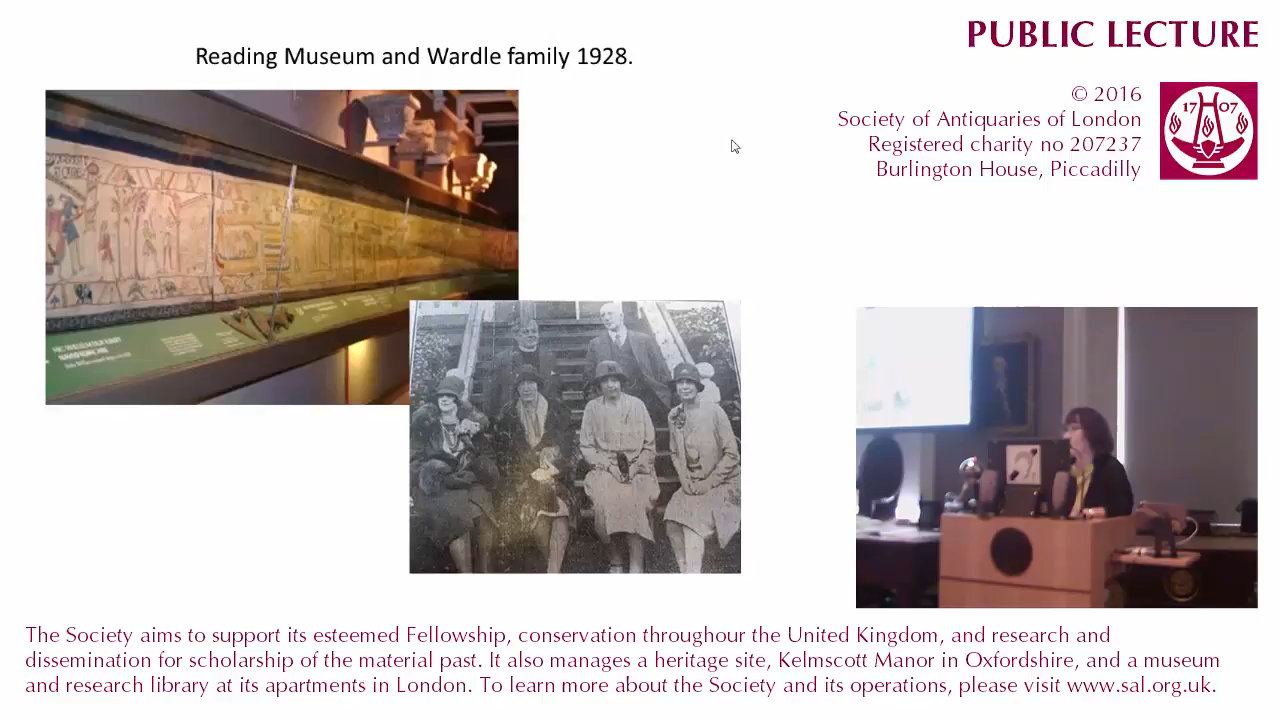 Reading Museum and Wardle family 1928.
PUBLIC LECTURE
© 2016
Society of Antiquaries of London
Registered charity no 207237
Burlington House, Piccadilly
17 07
The Society aims to support its esteemed Fellowship, conservation throughour the United Kingdom, and research and
dissemination for scholarship of the material past. It also manages a heritage site, Kelmscott Manor in Oxfordshire, and a museum
and research library at its apartments in London. To learn more about the Society and its operations, please visit www.sal.org.uk.